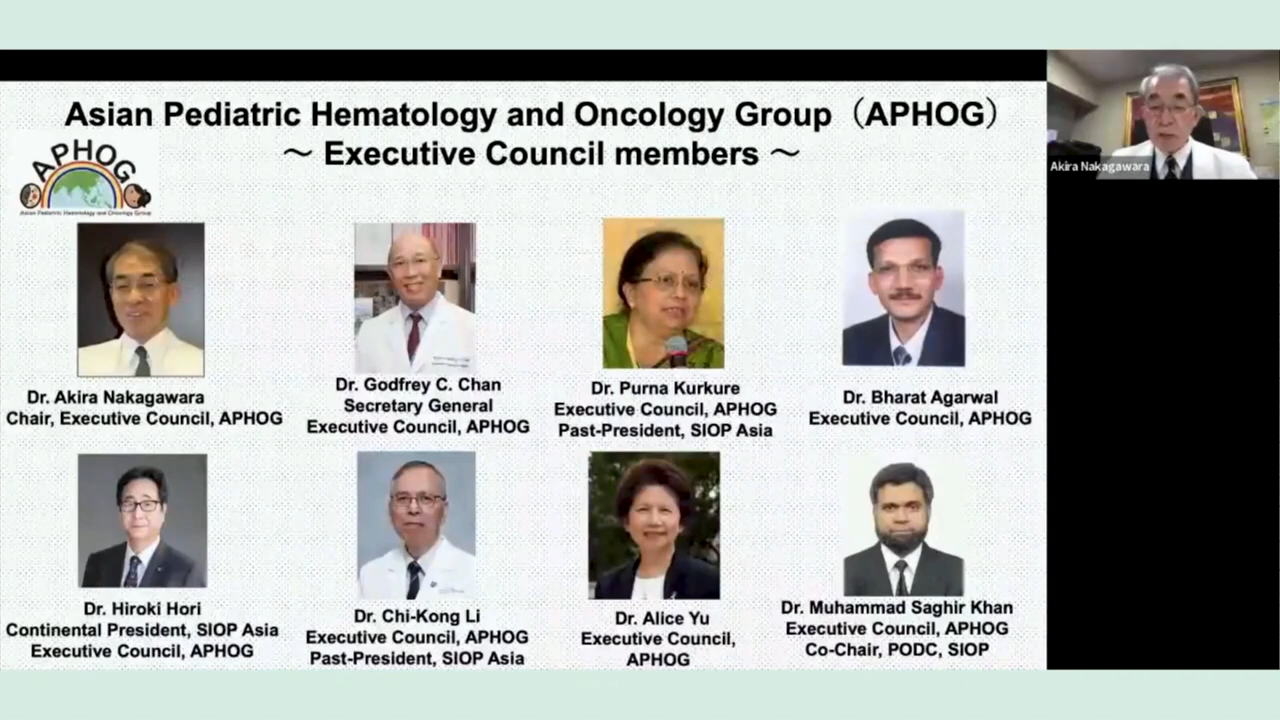 Asian Pediatric Hematology and Oncology Group（APHOG）
～ Executive Council members ～
APHOG
Asian Pediatric Hematology and Oncology Group
Akira Nakagawara
Dr. Akira Nakagawara
Chair, Executive Council, APHOG
Dr. Godfrey C. Chan
Secretary General
Executive Council, APHOG
Dr. Purna Kurkure
Executive Council, APHOG
Past-President, SIOP Asia
Dr. Bharat Agarwal
Executive Council, APHOG
Dr. Hiroki Hori
Continental President, SIOP Asia
Executive Council, APHOG
Dr. Chi-Kong Li
Executive Council, APHOG
Past-President, SIOP Asia
Dr. Alice Yu
Executive Council,
APHOG
Dr. Muhammad Saghir Khan
Executive Council, APHOG
Co-Chair, PODC, SIOP